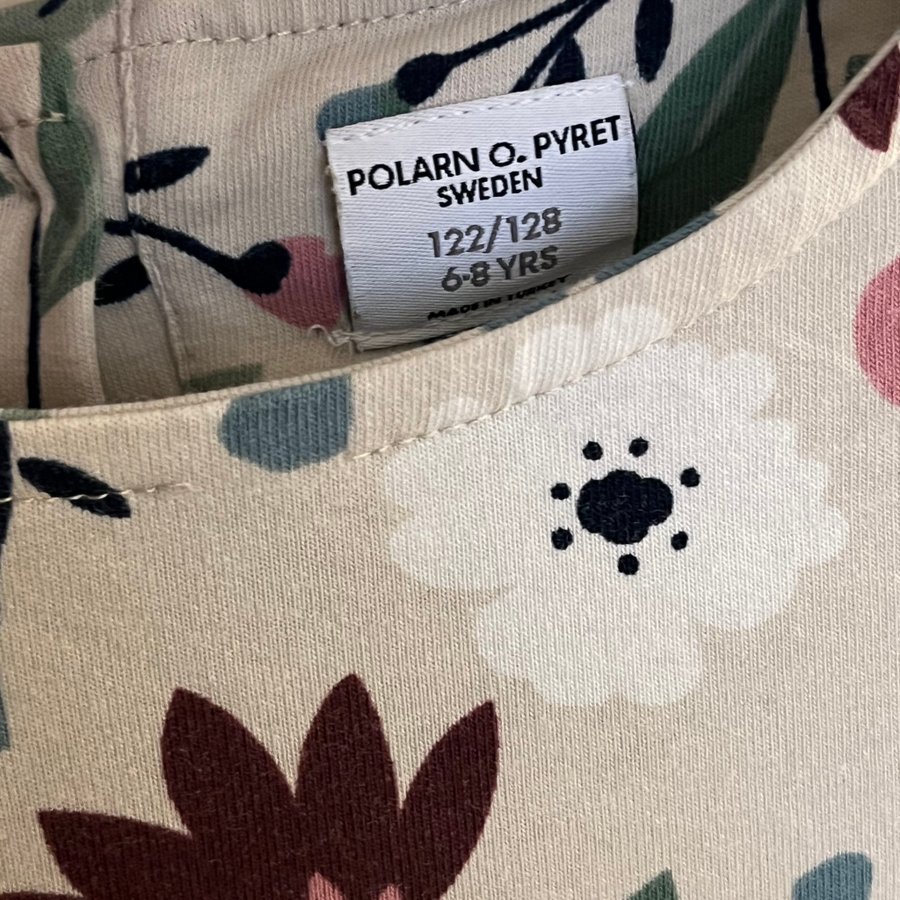 POLARN O. PYRET
SWEDEN
122/128
6-8 YRS
MADE IN TURKEY